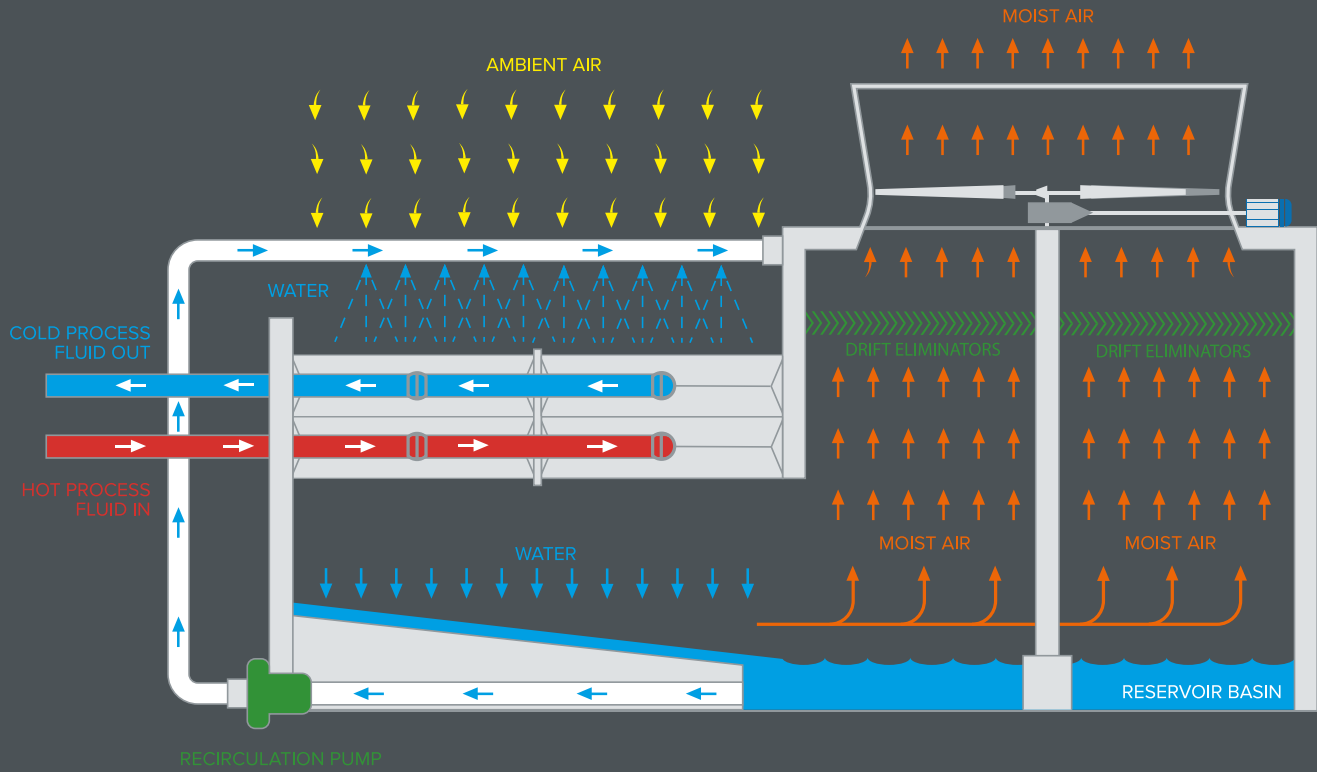 MOIST AIR
AMBIENT AIR
WATER
COLD PROCESS
FLUID OUT
DRIFT ELIMINATORS
DRIFT ELIMINATORS
HOT PROCESS
FLUID IN
WATER
MOIST AIR
MOIST AIR
RESERVOIR BASIN
RECIRCULATION PUMP